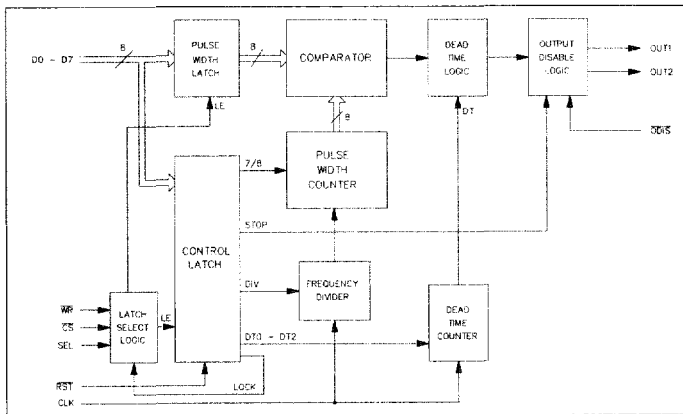 D0 - D7
8
PULSE
WIDTH
LATCH
8
COMPARATOR
DEAD
TIME
LOGIC
OUTPUT
DISABLE
LOGIC
OUT1
OUT2
LE
8
DT
ODIS
7/8
PULSE
WIDTH
COUNTER
STOP
CONTROL
LATCH
DIV
FREQUENCY
DIVIDER
DEAD
TIME
COUNTER
WR
CS
SEL
LATCH
SELECT
LOGIC
LE
DT0 - DT2
RST
LOCK
CLK